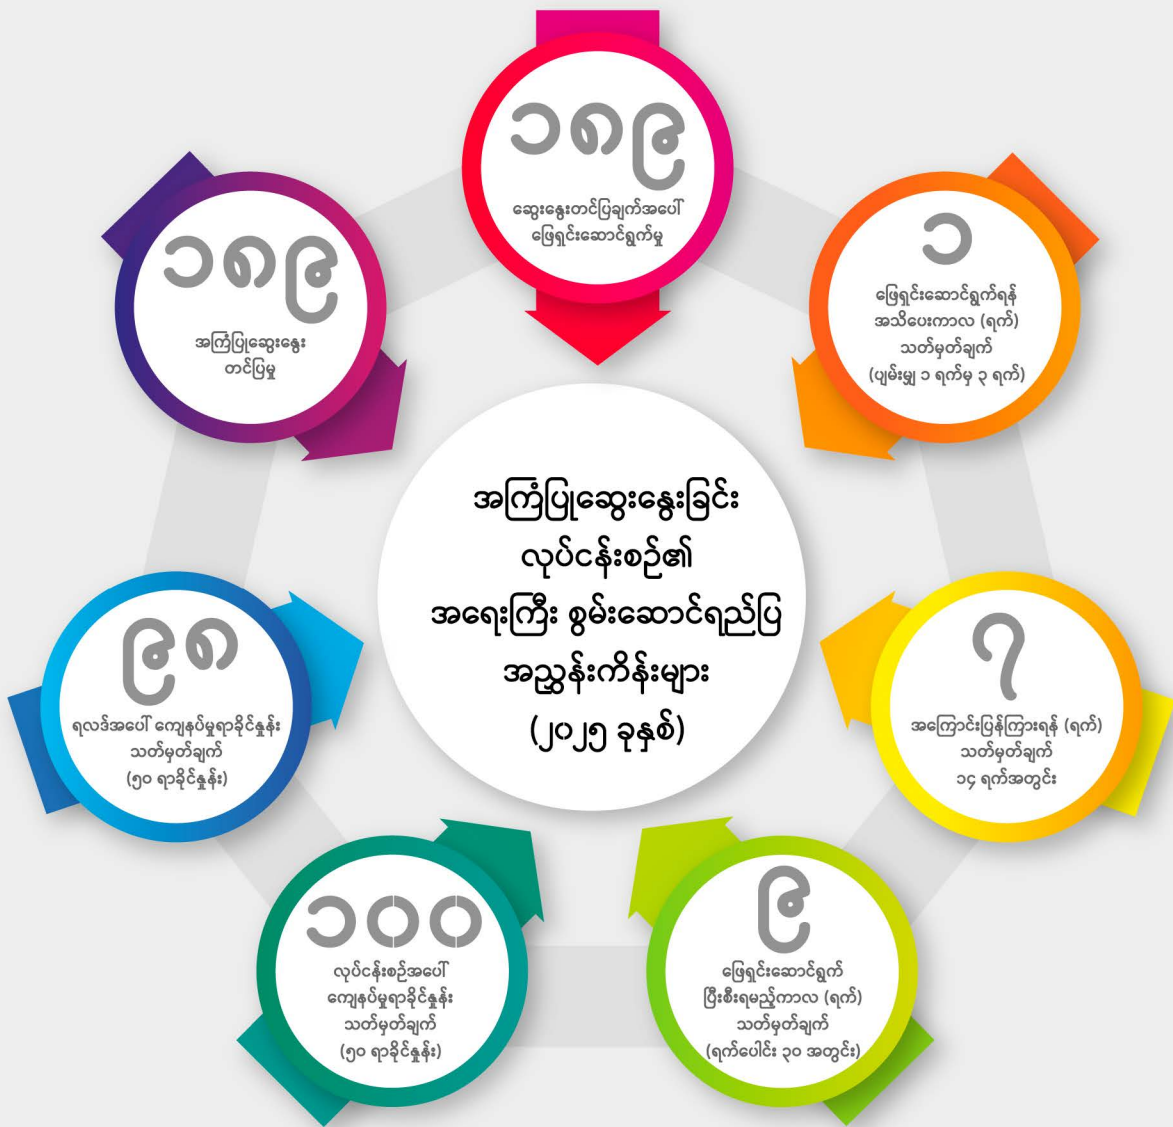 ၁၈၉
ဆွေးနွေးတင်ပြချက်အပေါ်
ဖြေရှင်းဆောင်ရွက်မှု
၁၈၉
အကြံပြုဆွေးနွေး
တင်ပြမှု
၁
ဖြေရှင်းဆောင်ရွက်ရန်
အသိပေးကာလ (ရက်)
သတ်မှတ်ချက်
(ပျမ်းမျှ ၁ ရက်မှ ၃ ရက်)
အကြံပြုဆွေးနွေးခြင်း
လုပ်ငန်းစဉ်၏
အရေးကြီး စွမ်းဆောင်ရည်ပြ
အညွှန်းကိန်းများ
(၂၀၂၅ ခုနှစ်)
၉၈
ရလဒ်အပေါ် ကျေနပ်မှုရာခိုင်နှုန်း
သတ်မှတ်ချက်
(၅၀ ရာခိုင်နှုန်း)
၇
အကြောင်းပြန်ကြားရန် (ရက်)
သတ်မှတ်ချက်
၁၄ ရက်အတွင်း
၁၀၀
လုပ်ငန်းစဉ်အပေါ်
ကျေနပ်မှုရာခိုင်နှုန်း
သတ်မှတ်ချက်
(၅၀ ရာခိုင်နှုန်း)
၉
ဖြေရှင်းဆောင်ရွက်
ပြီးစီးရမည့်ကာလ (ရက်)
သတ်မှတ်ချက်
(ရက်ပေါင်း ၃၀ အတွင်း)